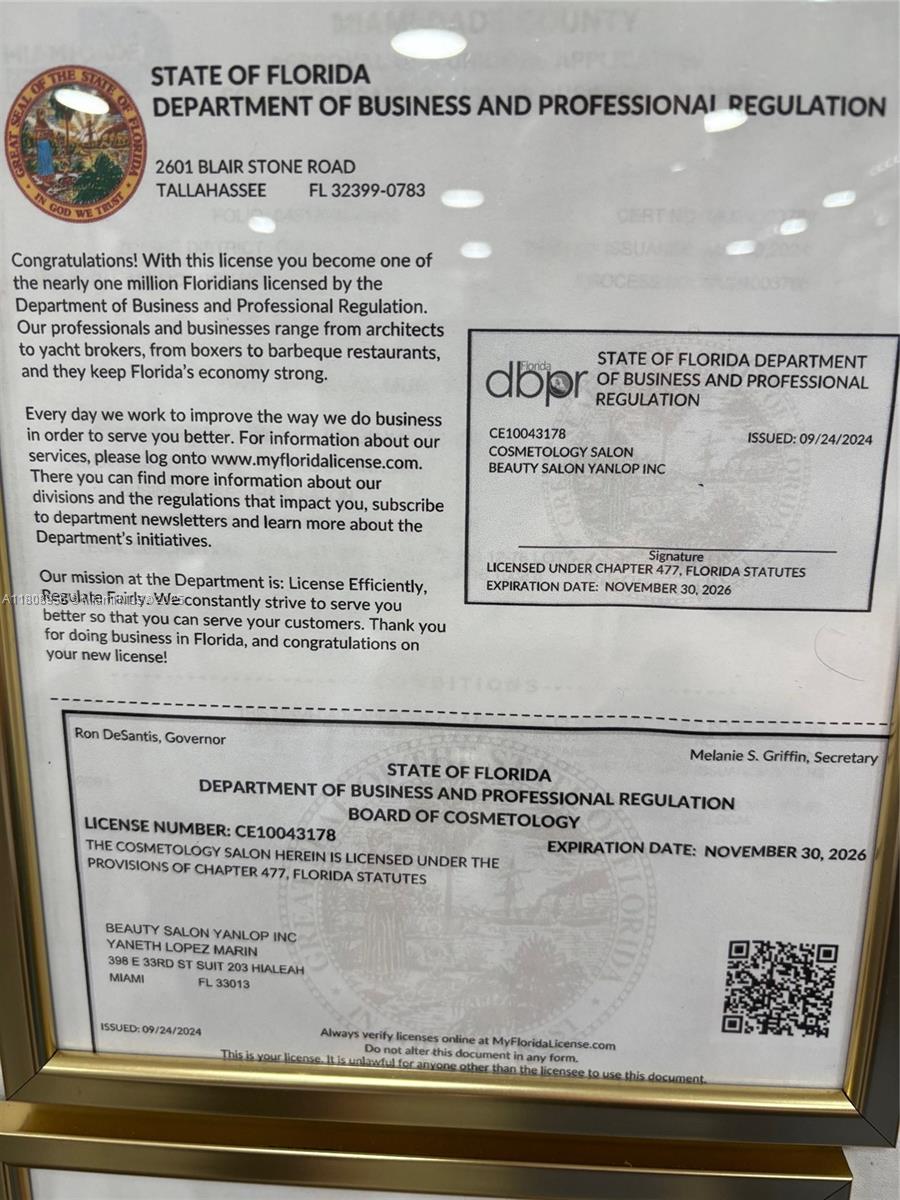 STATE OF FLORIDA
DEPARTMENT OF BUSINESS AND PROFESSIONAL REGULATION
GREAT SEAL OF THE STATE OF FLORIDA
IN GOD WE TRUST
2601 BLAIR STONE ROAD
TALLAHASSEE FL 32399-0783
Congratulations! With this license you become one of
the nearly one million Floridians licensed by the
Department of Business and Professional Regulation.
Our professionals and businesses range from architects
to yacht brokers, from boxers to barbeque restaurants,
and they keep Florida's economy strong.
Every day we work to improve the way we do business
in order to serve you better. For information about our
services, please log onto www.myfloridalicense.com.
There you can find more information about our
divisions and the regulations that impact you, subscribe
to department newsletters and learn more about the
Department's initiatives.
Our mission at the Department is: License Efficiently,
Regulate Fairly. We constantly strive to serve you
better so that you can serve your customers. Thank you
for doing business in Florida, and congratulations on
your new license!
Florida
dbpr
STATE OF FLORIDA DEPARTMENT
OF BUSINESS AND PROFESSIONAL
REGULATION
CE10043178 ISSUED: 09/24/2024
COSMETOLOGY SALON
BEAUTY SALON YANLOP INC
Signature
LICENSED UNDER CHAPTER 477, FLORIDA STATUTES
EXPIRATION DATE: NOVEMBER 30, 2026
Ron DeSantis, Governor
Melanie S. Griffin, Secretary
STATE OF FLORIDA
DEPARTMENT OF BUSINESS AND PROFESSIONAL REGULATION
BOARD OF COSMETOLOGY
LICENSE NUMBER: CE10043178
EXPIRATION DATE: NOVEMBER 30, 2026
THE COSMETOLOGY SALON HEREIN IS LICENSED UNDER THE
PROVISIONS OF CHAPTER 477, FLORIDA STATUTES
BEAUTY SALON YANLOP INC
YANETH LOPEZ MARIN
398 E 33RD ST SUIT 203 HIALEAH
MIAMI FL 33013
ISSUED: 09/24/2024
Always verify licenses online at MyFloridaLicense.com
Do not alter this document in any form.
This is your license. It is unlawful for anyone other than the licensee to use this document.